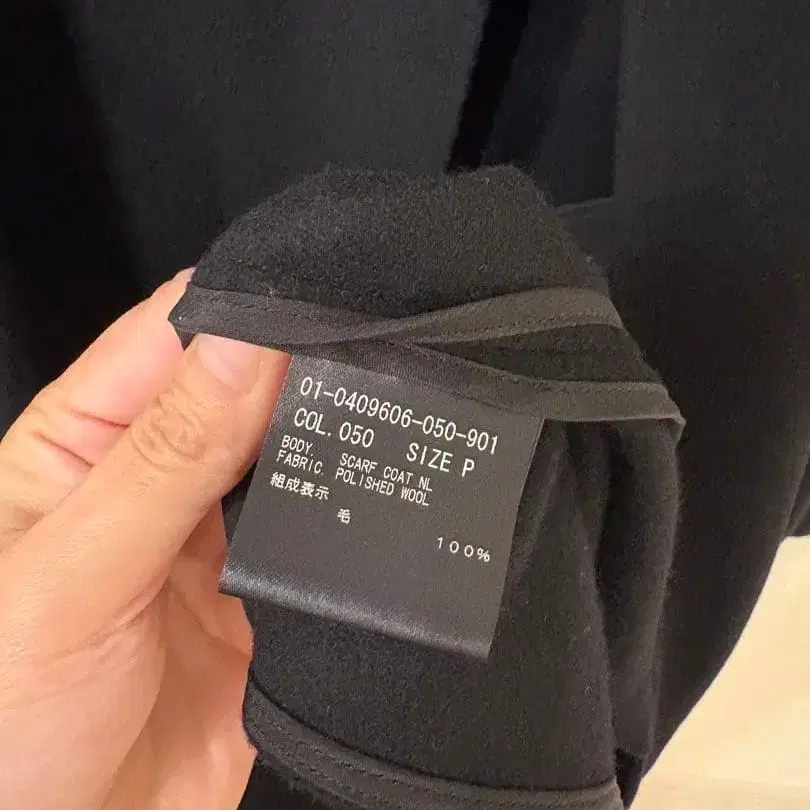 01-0409606-050-901
COL. 050 SIZE P
BODY. SCARF COAT NL
FABRIC. POLISHED WOOL
組成表示
毛 100%